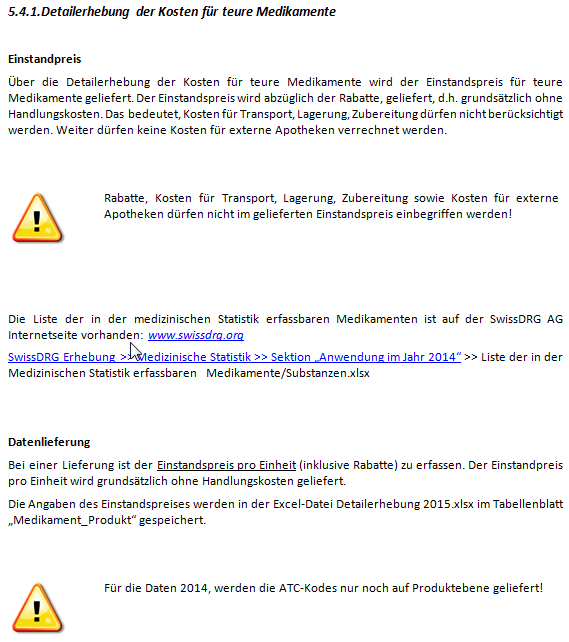 5.4.1.Detailerhebung der Kosten für teure Medikamente
Einstandpreis
Über die Detailerhebung der Kosten für teure Medikamente wird der Einstandspreis für teure
Medikamente geliefert. Der Einstandspreis wird abzüglich der Rabatte, geliefert, d.h. grundsätzlich ohne
Handlungskosten. Das bedeutet, Kosten für Transport, Lagerung, Zubereitung dürfen nicht berücksichtigt
werden. Weiter dürfen keine Kosten für externe Apotheken verrechnet werden.
Rabatte, Kosten für Transport, Lagerung, Zubereitung sowie Kosten für externe
Apotheken dürfen nicht im gelieferten Einstandspreis einbegriffen werden!
Die Liste der in der medizinischen Statistik erfassbaren Medikamenten ist auf der SwissDRG AG
Internetseite vorhanden: www.swissdrg.org
SwissDRG Erhebung >> Medizinische Statistik >> Sektion „Anwendung im Jahr 2014“ >> Liste der in der
Medizinischen Statistik erfassbaren Medikamente/Substanzen.xlsx
Datenlieferung
Bei einer Lieferung ist der Einstandspreis pro Einheit (inklusive Rabatte) zu erfassen. Der Einstandpreis
pro Einheit wird grundsätzlich ohne Handlungskosten geliefert.
Die Angaben des Einstandspreises werden in der Excel-Datei Detailerhebung 2015.xlsx im Tabellenblatt
„Medikament_Produkt“ gespeichert.
Für die Daten 2014, werden die ATC-Kodes nur noch auf Produktebene geliefert!